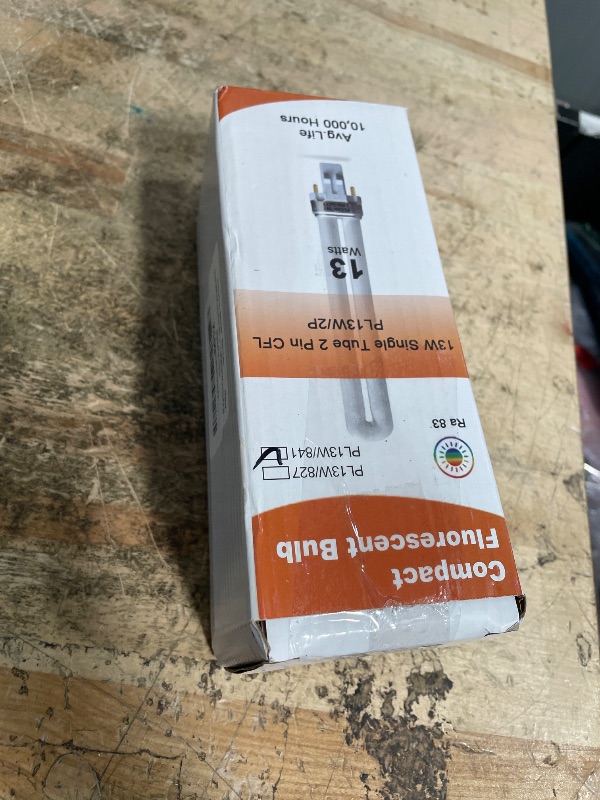 Compact
Fluorescent Bulb
PL13W/827
PL13W/841
Ra 83
13W Single Tube 2 Pin CFL
PL13W/2P
13
Watts
Avg.Life
10,000 Hours